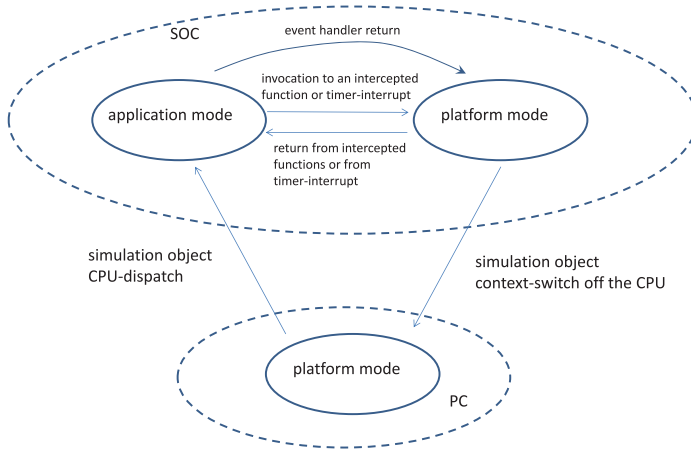 SOC
event handler return
invocation to an intercepted
function or timer-interrupt
application mode
platform mode
return from intercepted
functions or from
timer-interrupt
simulation object
CPU-dispatch
simulation object
context-switch off the CPU
platform mode
PC